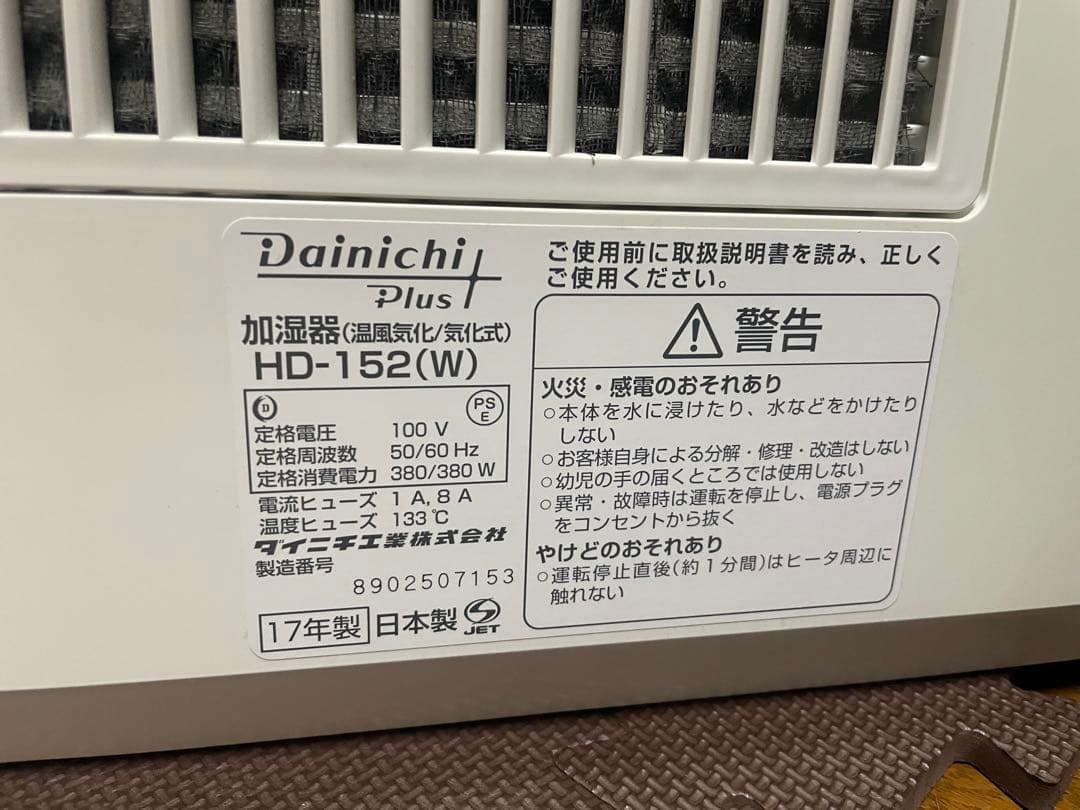 Dainichi
Plus
加湿器(温風気化/気化式)
HD-152(W)
D
PS
E
定格電圧 100 V
定格周波数 50/60 Hz
定格消費電力 380/380 W
電流ヒューズ 1 A, 8 A
温度ヒューズ 133℃
ダイニチ工業株式会社
製造番号
8902507153
17年製 日本製 JET
ご使用前に取扱説明書を読み、正しく
ご使用ください。
警告
火災・感電のおそれあり
○本体を水に浸けたり、水などをかけたり
しない
○お客様自身による分解・修理・改造はしない
○幼児の手の届くところでは使用しない
○異常・故障時は運転を停止し、電源プラグ
をコンセントから抜く
やけどのおそれあり
○運転停止直後(約1分間)はヒータ周辺に
触れない